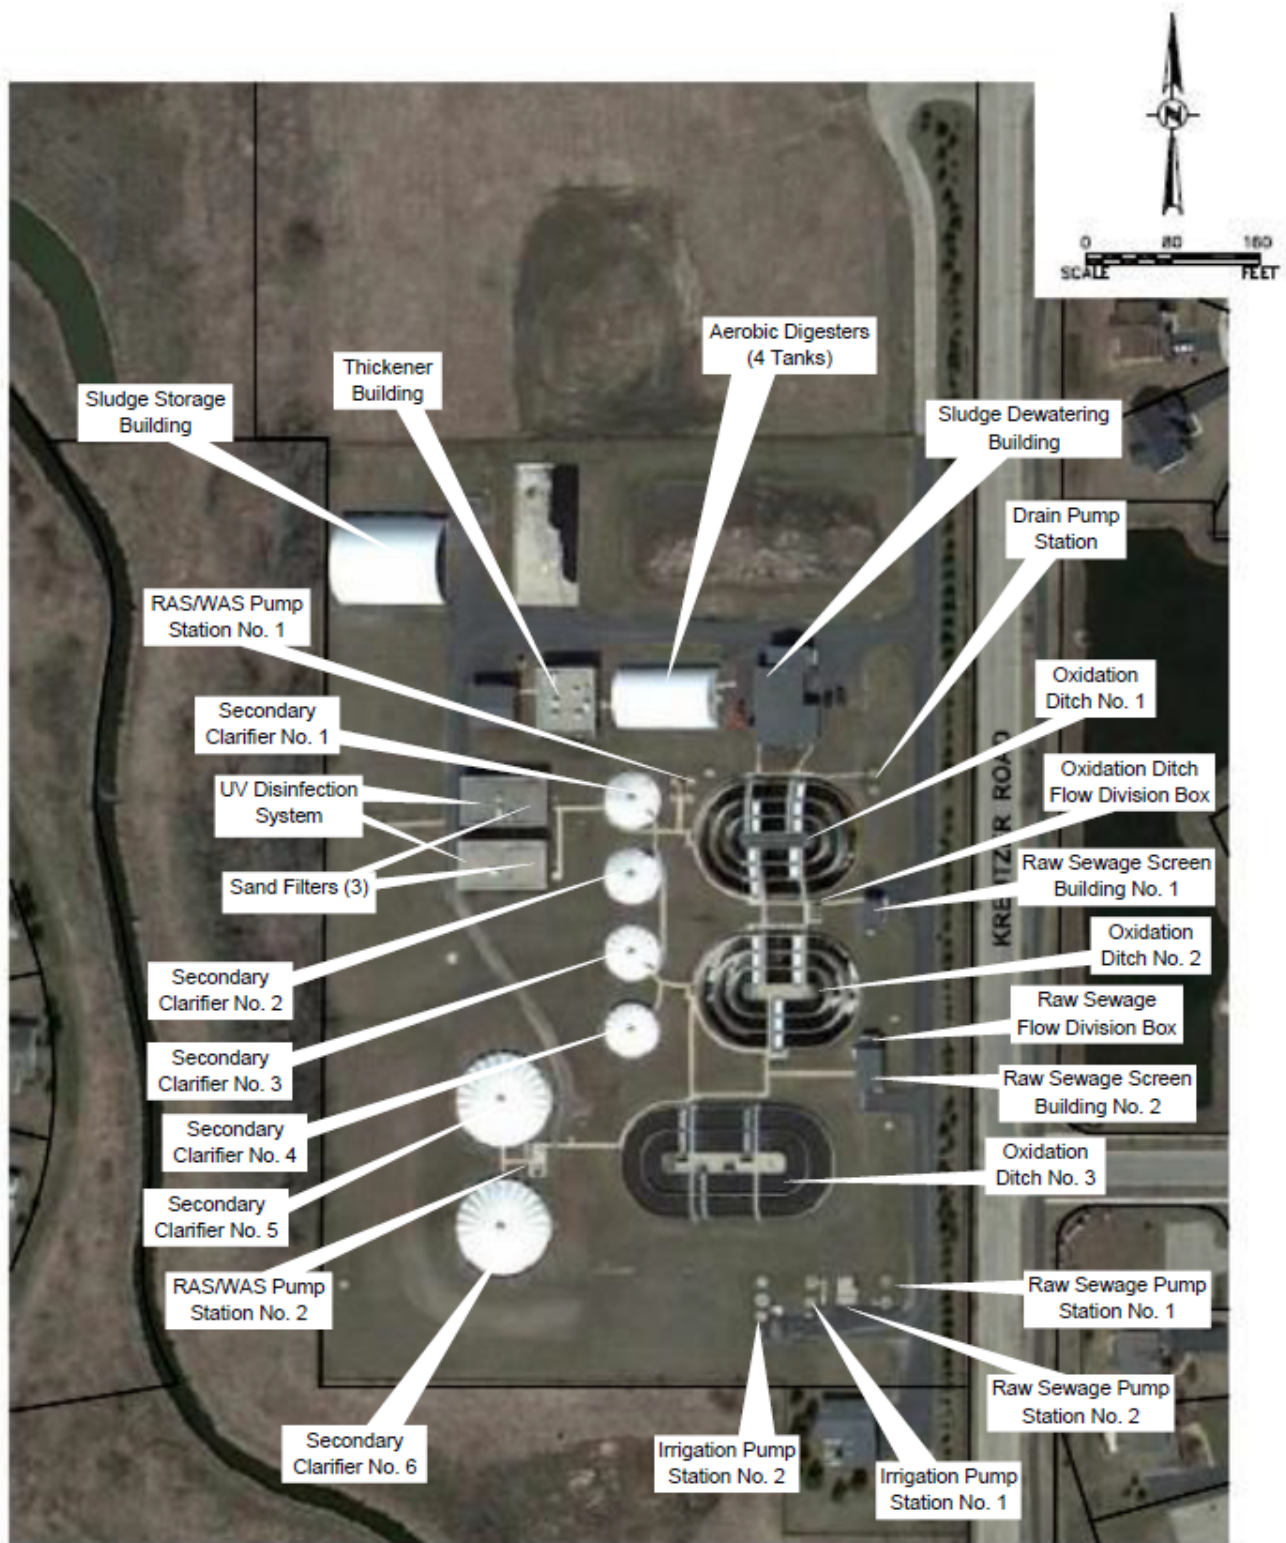 N
0 80 160
SCALE FEET
Aerobic Digesters
(4 Tanks)
Thickener
Building
Sludge Storage
Building
Sludge Dewatering
Building
Drain Pump
Station
RAS/WAS Pump
Station No. 1
Oxidation
Ditch No. 1
Secondary
Clarifier No. 1
Oxidation Ditch
Flow Division Box
UV Disinfection
System
KREUTZER ROAD
Raw Sewage Screen
Building No. 1
Sand Filters (3)
Oxidation
Ditch No. 2
Secondary
Clarifier No. 2
Raw Sewage
Flow Division Box
Secondary
Clarifier No. 3
Raw Sewage Screen
Building No. 2
Secondary
Clarifier No. 4
Oxidation
Ditch No. 3
Secondary
Clarifier No. 5
RAS/WAS Pump
Station No. 2
Raw Sewage Pump
Station No. 1
Raw Sewage Pump
Station No. 2
Secondary
Clarifier No. 6
Irrigation Pump
Station No. 2
Irrigation Pump
Station No. 1